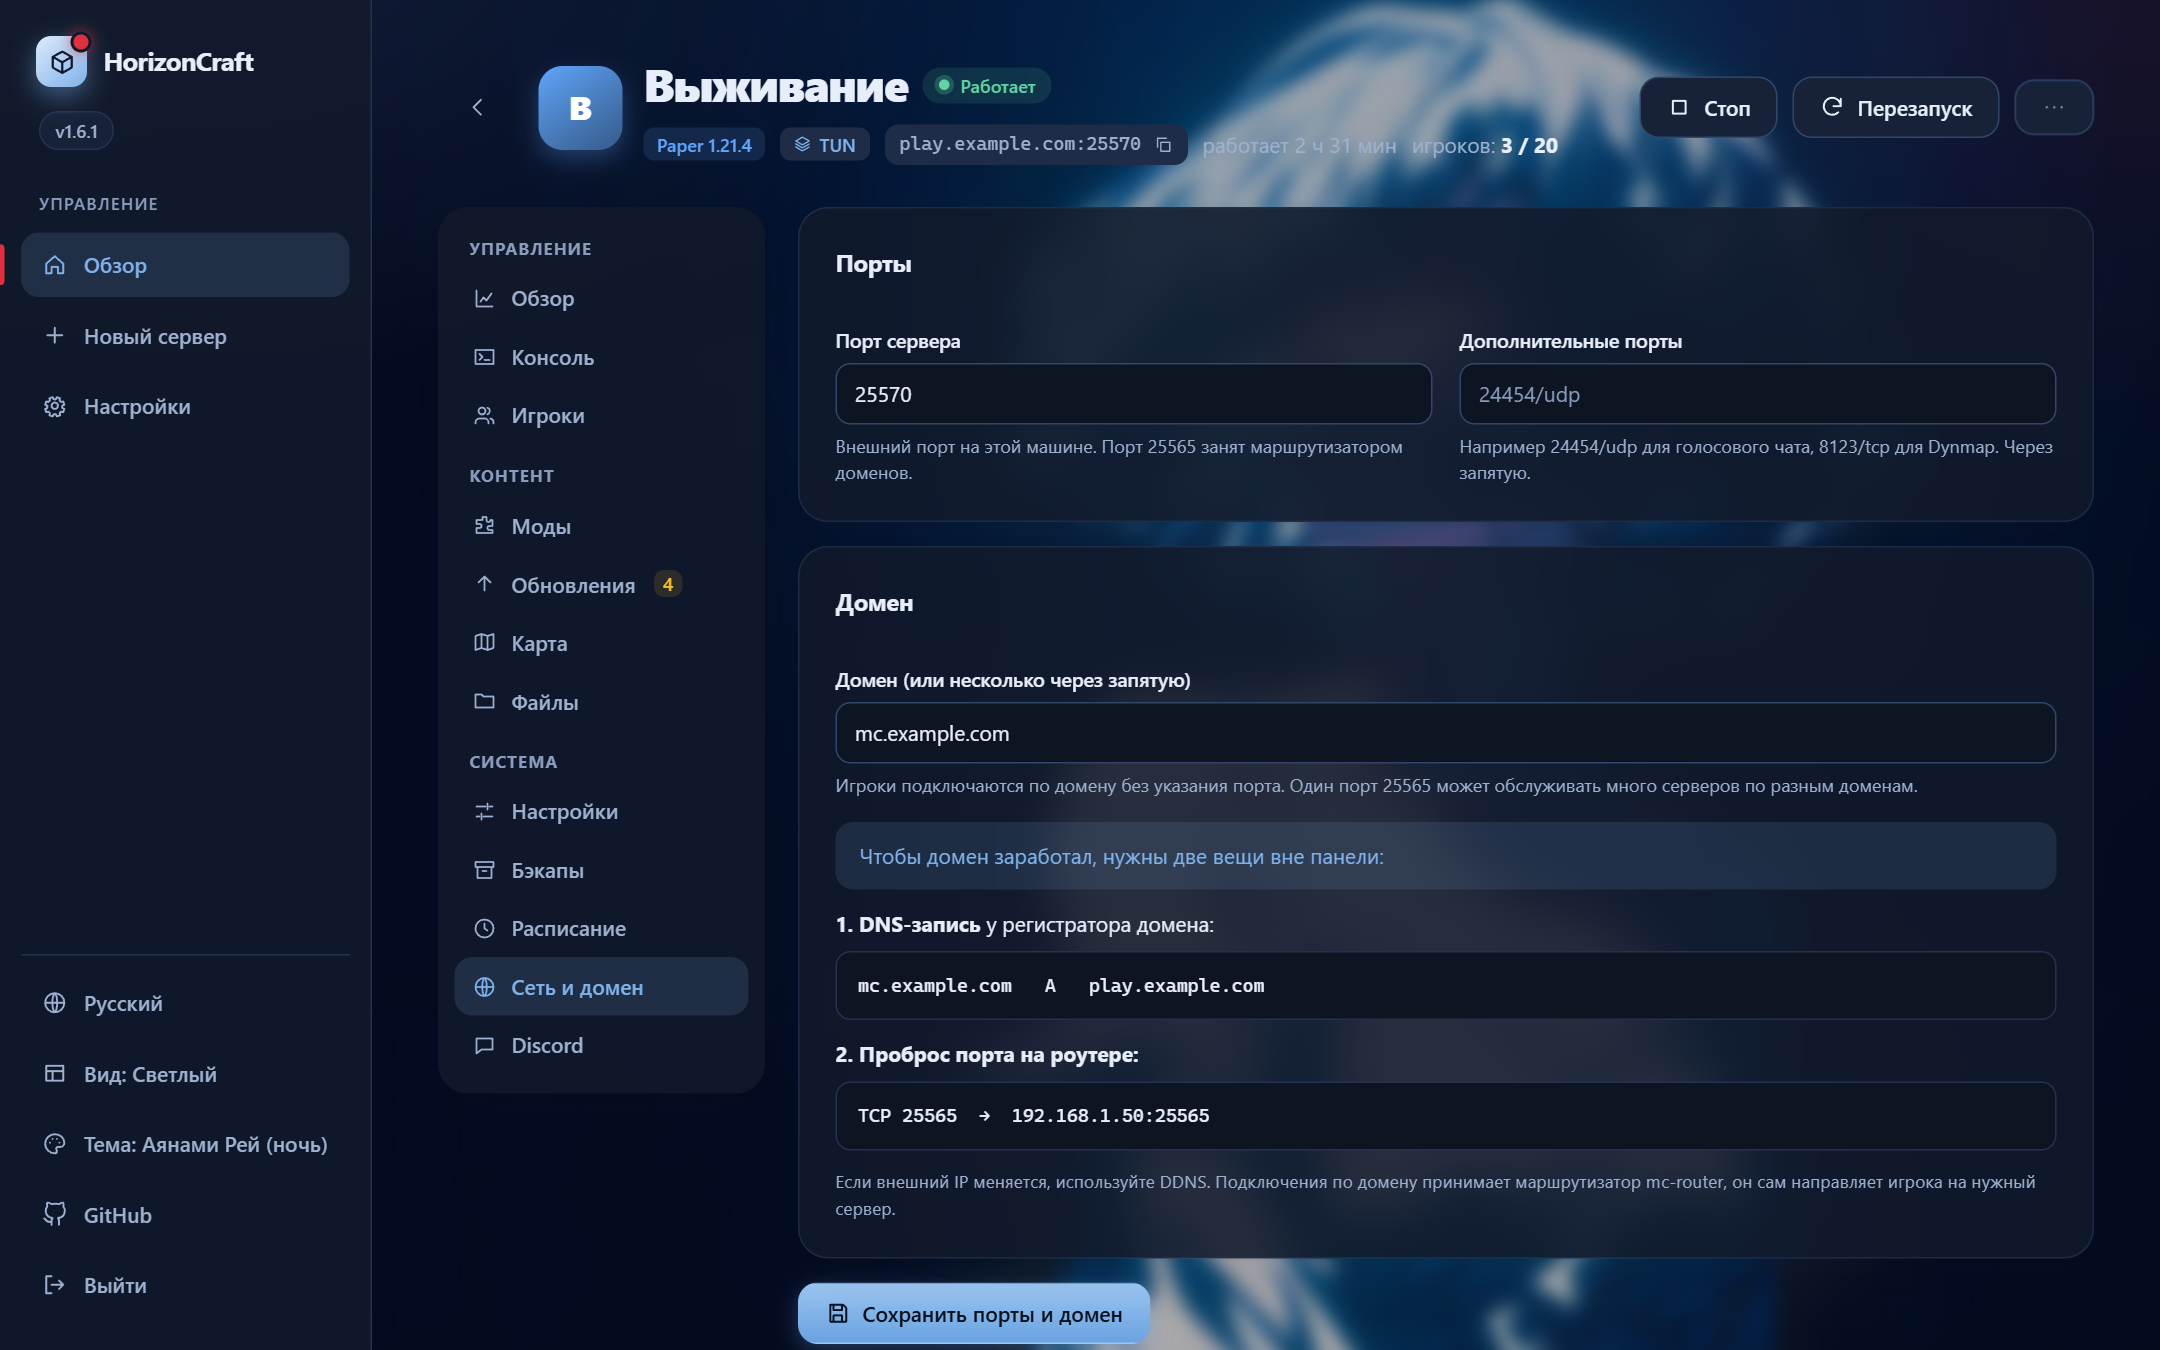 HorizonCraft
v1.6.1
УПРАВЛЕНИЕ
Обзор
Новый сервер
Настройки
Русский
Вид: Светлый
Тема: Аянами Рей (ночь)
GitHub
Выйти
В
Выживание
Работает
Paper 1.21.4
TUN
play.example.com:25570
работает 2 ч 31 мин
игроков: 3 / 20
Стоп
Перезапуск
...
УПРАВЛЕНИЕ
Обзор
Консоль
Игроки
КОНТЕНТ
Моды
Обновления 4
Карта
Файлы
СИСТЕМА
Настройки
Бэкапы
Расписание
Сеть и домен
Discord
Порты
Порт сервера
25570
Внешний порт на этой машине. Порт 25565 занят маршрутизатором
доменов.
Дополнительные порты
24454/udp
Например 24454/udp для голосового чата, 8123/tcp для Dynmap. Через
запятую.
Домен
Домен (или несколько через запятую)
mc.example.com
Игроки подключаются по домену без указания порта. Один порт 25565 может обслуживать много серверов по разным доменам.
Чтобы домен заработал, нужны две вещи вне панели:
1. DNS-запись у регистратора домена:
mc.example.com A play.example.com
2. Проброс порта на роутере:
TCP 25565 → 192.168.1.50:25565
Если внешний IP меняется, используйте DDNS. Подключения по домену принимает маршрутизатор mc-router, он сам направляет игрока на нужный
сервер.
Сохранить порты и домен